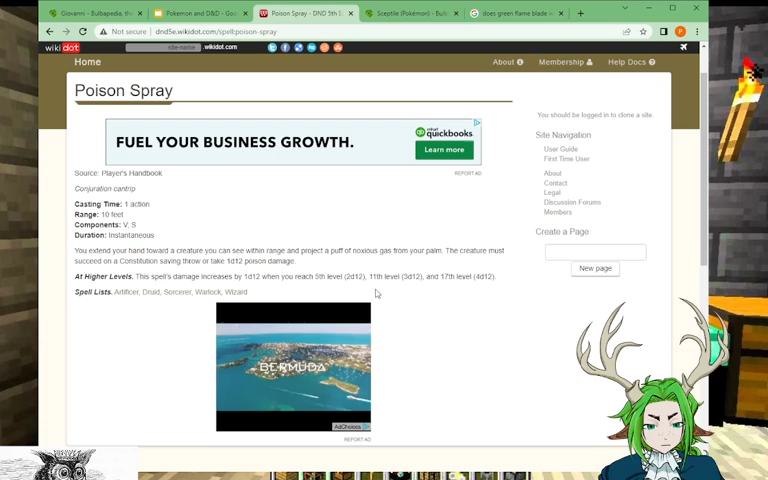 Giovanni - Bulbapedia, the
Pokemon and D&D - Goo
Poison Spray - DND 5th
Sceptile (Pokémon) - Bulb
does green flame blade w
Not secure
dnd5e.wikidot.com/spell:poison-spray
wikidot
site-name
.wikidot.com
Home
About
Membership
Help Docs
Poison Spray
FUEL YOUR BUSINESS GROWTH.
intuit quickbooks.
Learn more
REPORT AD
Source: Player's Handbook
Conjuration cantrip
Casting Time: 1 action
Range: 10 feet
Components: V, S
Duration: Instantaneous
You extend your hand toward a creature you can see within range and project a puff of noxious gas from your palm. The creature must
succeed on a Constitution saving throw or take 1d12 poison damage.
At Higher Levels. This spell's damage increases by 1d12 when you reach 5th level (2d12), 11th level (3d12), and 17th level (4d12).
Spell Lists. Artificer, Druid, Sorcerer, Warlock, Wizard
BERMUDA
AdChoices
REPORT AD
You should be logged in to clone a site.
Site Navigation
User Guide
First Time User
About
Contact
Legal
Discussion Forums
Members
Create a Page
New page